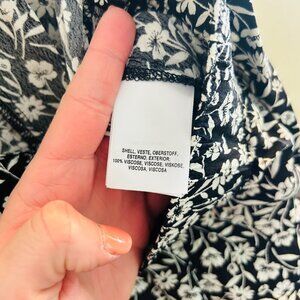 SHELL, VESTE, OBERSTOFF,
ESTERNO, EXTERIOR:
100% VISCOSE, VISCOSE, VISKOSE,
VISCOSA, VISCOSA